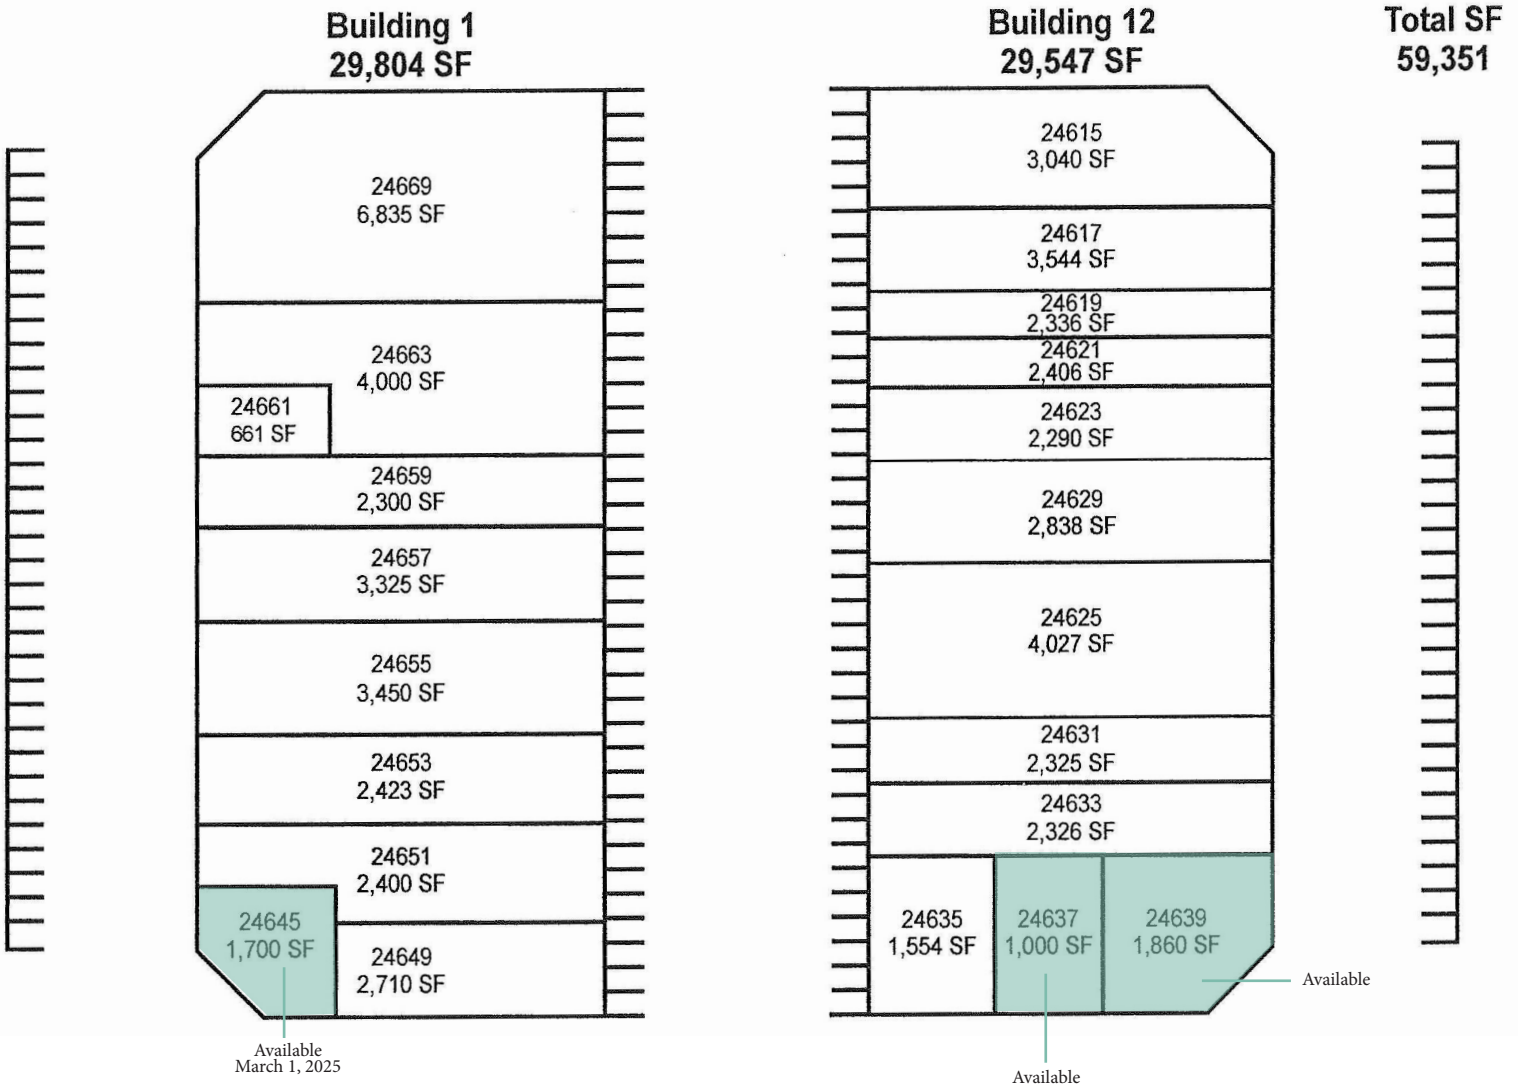 Building 1
29,804 SF
24669
6,835 SF
24663
4,000 SF
24661
661 SF
24659
2,300 SF
24657
3,325 SF
24655
3,450 SF
24653
2,423 SF
24651
2,400 SF
24645
1,700 SF
24649
2,710 SF
Available
March 1, 2025
Building 12
29,547 SF
24615
3,040 SF
24617
3,544 SF
24619
2,336 SF
24621
2,406 SF
24623
2,290 SF
24629
2,838 SF
24625
4,027 SF
24631
2,325 SF
24633
2,326 SF
24635
1,554 SF
24637
1,000 SF
24639
1,860 SF
Available
Available
Total SF
59,351